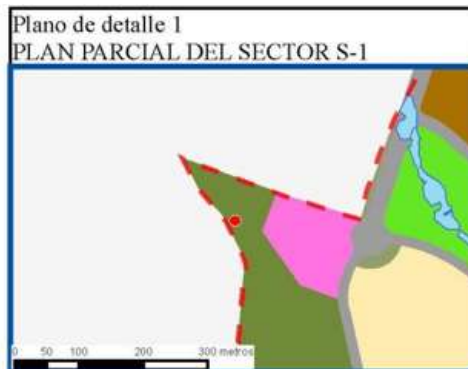 Plano de detalle 1
PLAN PARCIAL DEL SECTOR S-1
0 50 100 200 300 metros